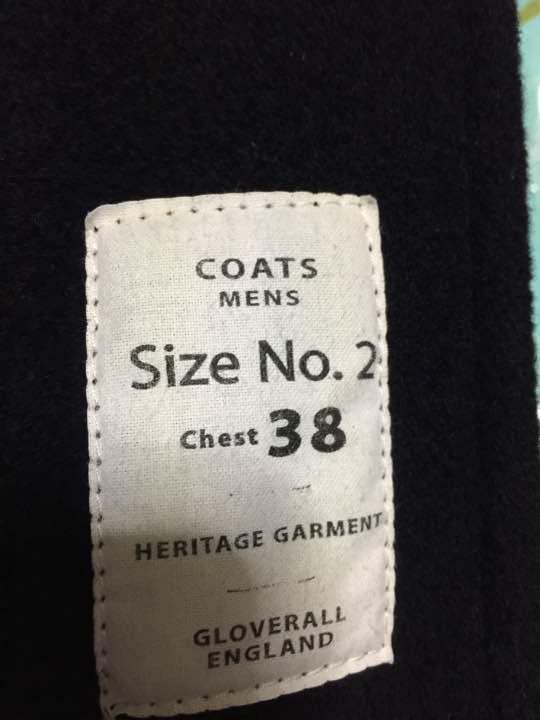 COATS
MENS
Size No. 2
Chest 38
HERITAGE GARMENT
GLOVERALL
ENGLAND